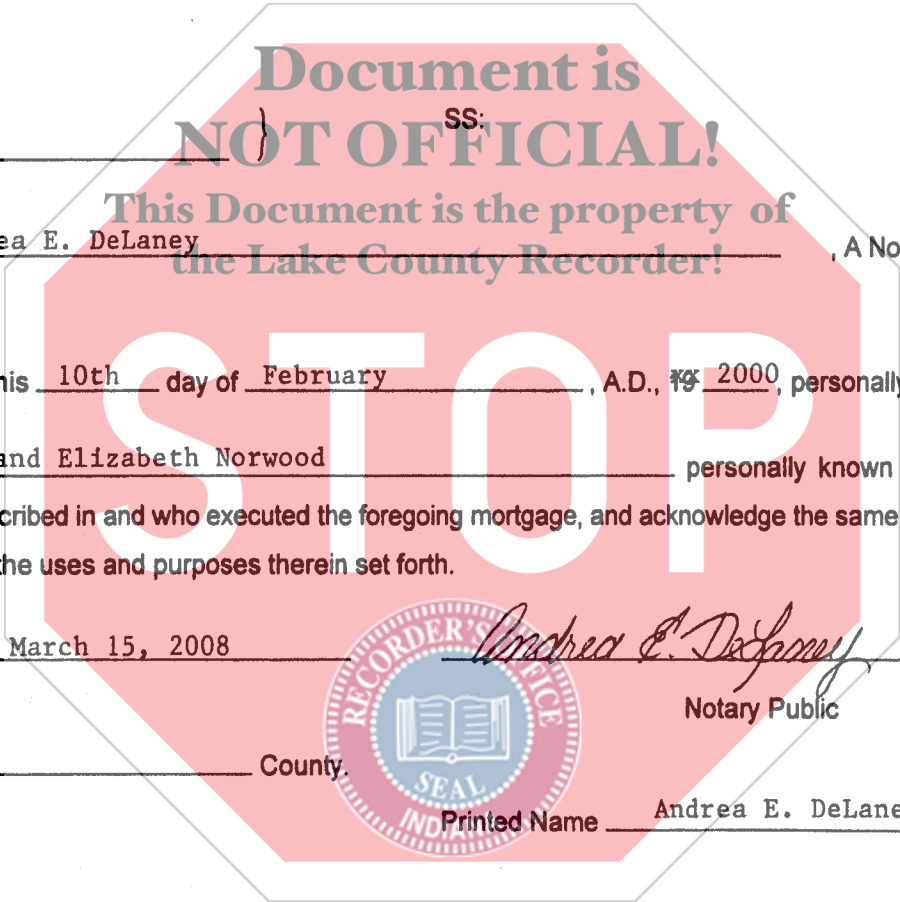 Document is
SS:
NOT OFFICIAL!
This Document is the property of
ea E. DeLaney , A No
the Lake County Recorder!
STOP
his 10th day of February , A.D., 19 2000, personally
and Elizabeth Norwood personally known
cribed in and who executed the foregoing mortgage, and acknowledge the same
the uses and purposes therein set forth.
March 15, 2008 Andrea E. DeLaney
RECORDER'S OFFICE
Notary Public
County.
SEAL
INDIANA
Printed Name Andrea E. DeLane